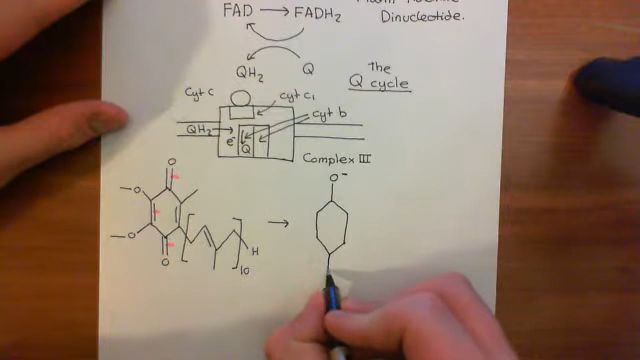 FAD → FADH₂
Dinucleotide.
QH₂ Q
The
Q cycle
Cyt c
cyt c₁
cyt b
QH₂
e⁻
Q
Complex III
O
O
O
O
H
10
O⁻